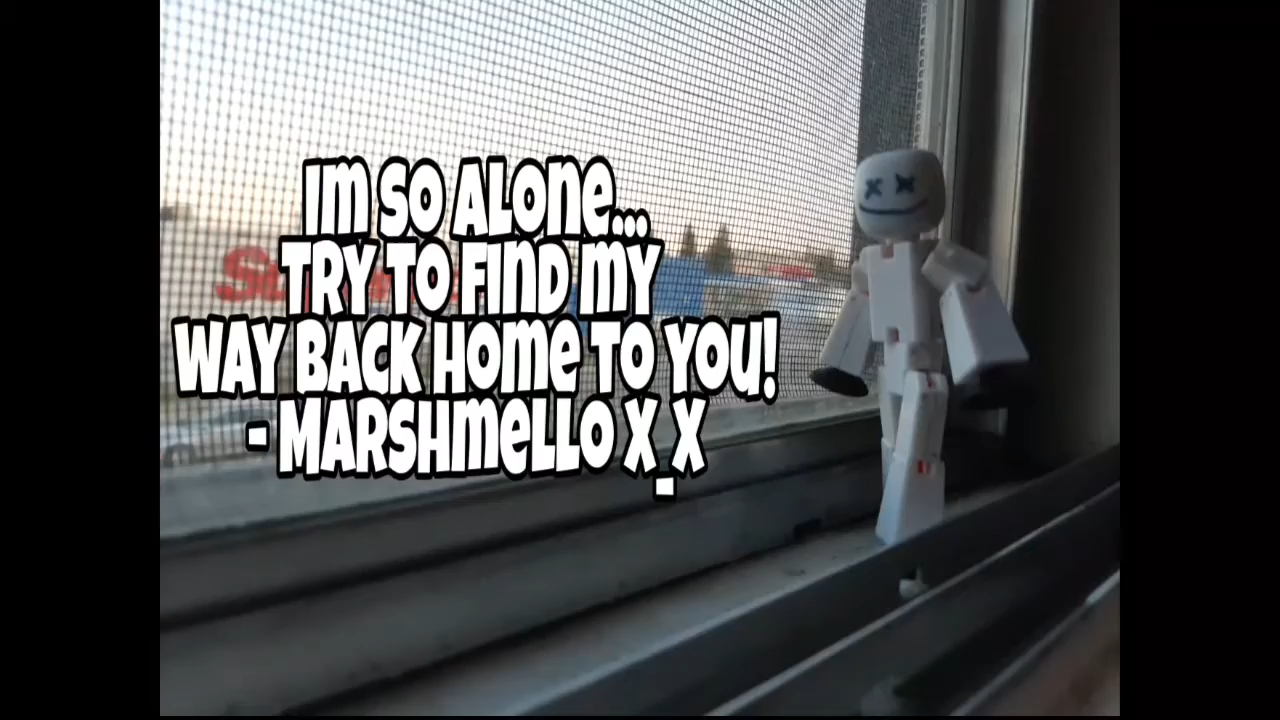 Im so Alone...
Try to find my
way back home to you!
- Marshmello x_x